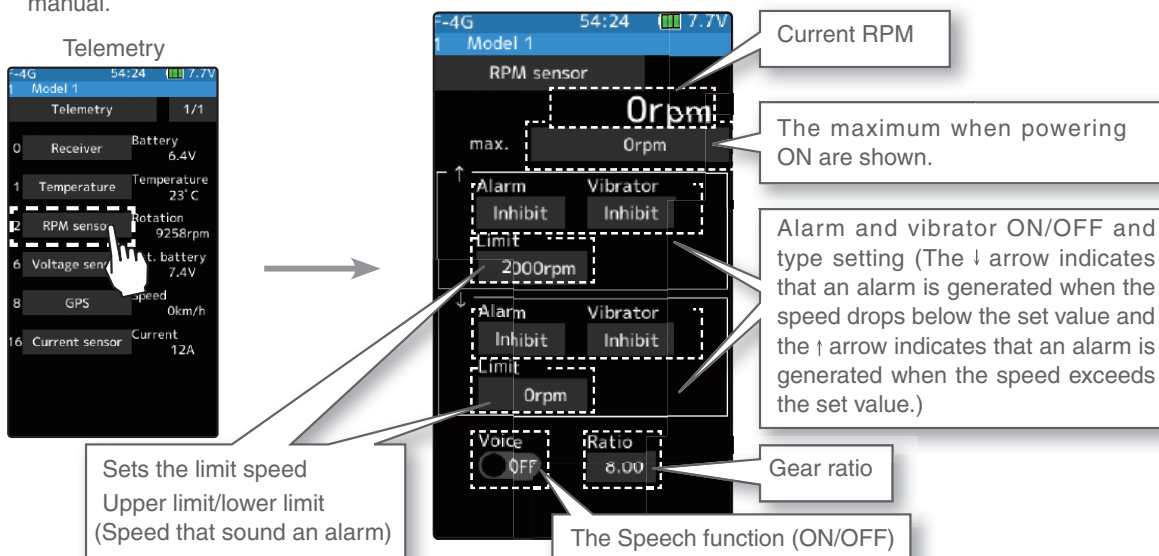 manual.
Telemetry
F-4G 54:24 7.7V
1 Model 1
Telemetry 1/1
0 Receiver Battery
6.4V
1 Temperature Temperature
23°C
2 RPM sensor Rotation
9258rpm
6 Voltage sen t. battery
7.4V
8 GPS Speed
0km/h
16 Current sensor Current
12A
F-4G 54:24 7.7V
1 Model 1
RPM sensor
0rpm
max. 0rpm
↑ Alarm Vibrator
Inhibit Inhibit
Limit
2000rpm
↓ Alarm Vibrator
Inhibit Inhibit
Limit
0rpm
Voice Ratio
OFF 8.00
Current RPM
The maximum when powering
ON are shown.
Alarm and vibrator ON/OFF and
type setting (The ↓ arrow indicates
that an alarm is generated when the
speed drops below the set value and
the ↑ arrow indicates that an alarm is
generated when the speed exceeds
the set value.)
Sets the limit speed
Upper limit/lower limit
(Speed that sound an alarm)
Gear ratio
The Speech function (ON/OFF)